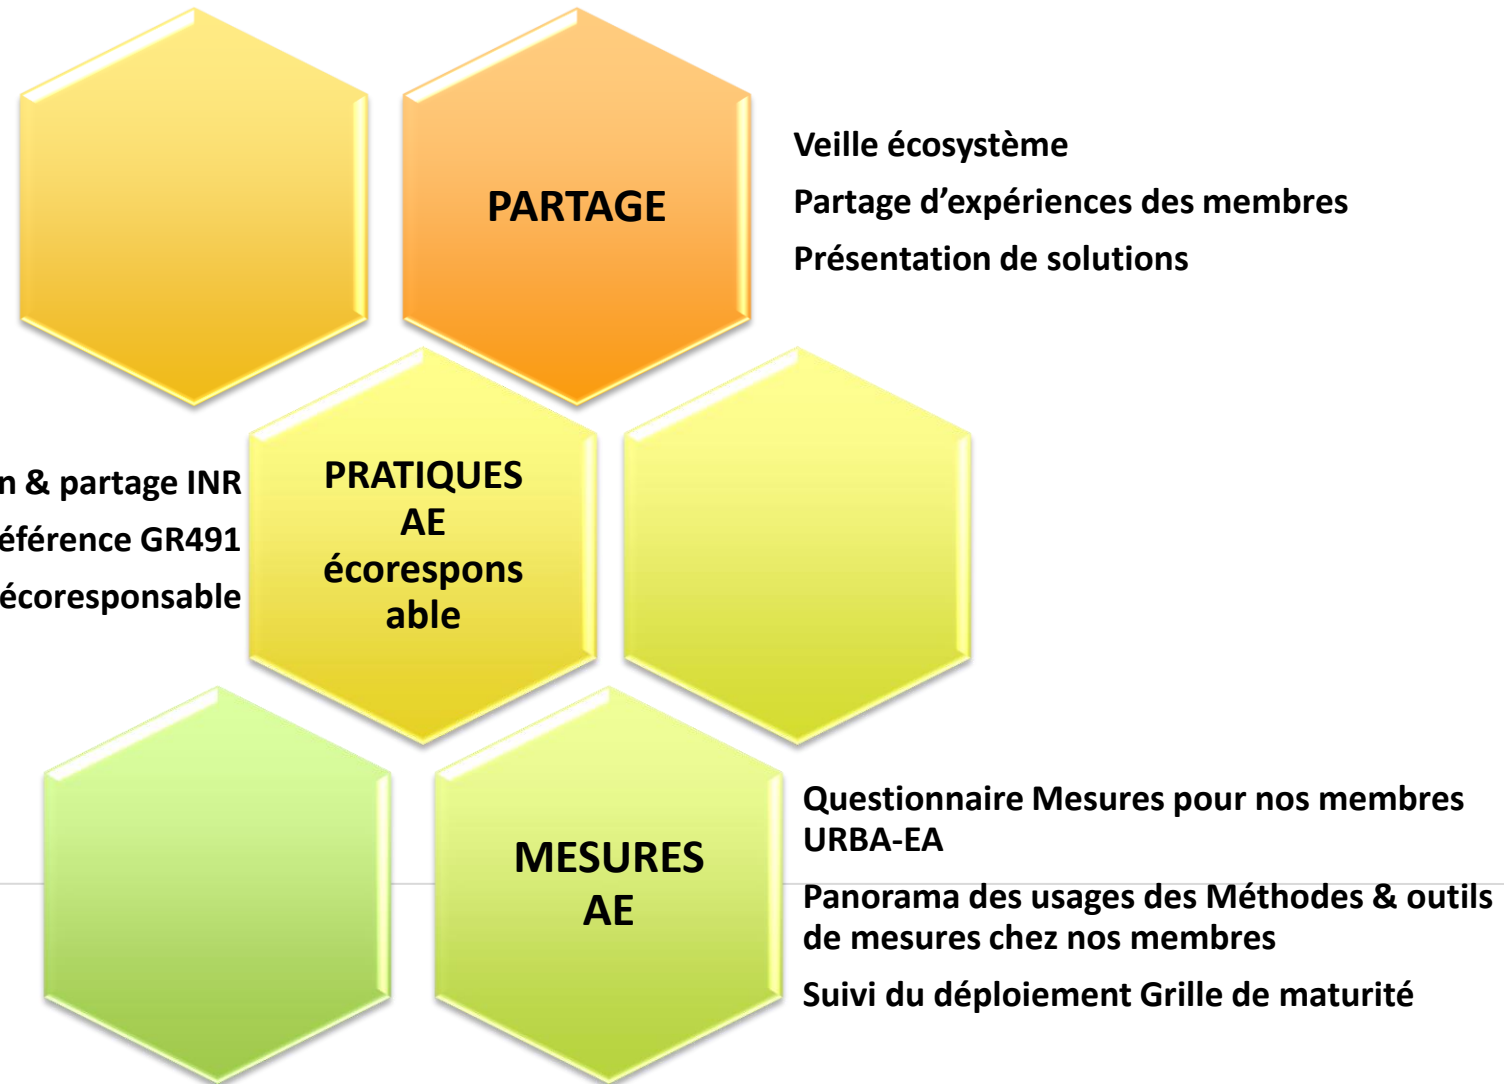 PARTAGE
Veille écosystème
Partage d’expériences des membres
Présentation de solutions
n & partage INR
éférence GR491
écoresponsable
PRATIQUES
AE
écorespons
able
MESURES
AE
Questionnaire Mesures pour nos membres
URBA-EA
Panorama des usages des Méthodes & outils
de mesures chez nos membres
Suivi du déploiement Grille de maturité